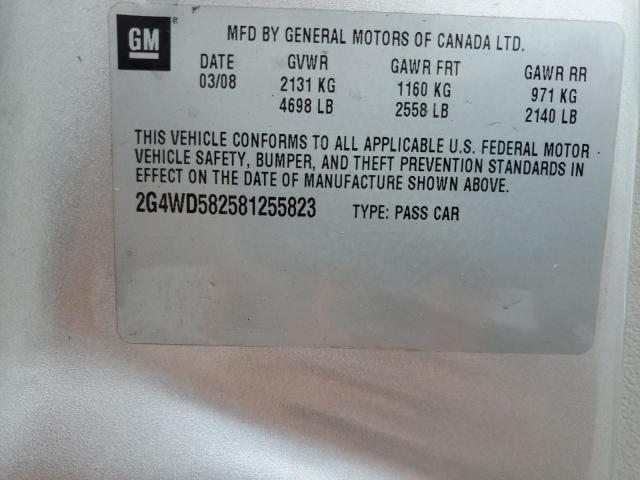 GM®
MFD BY GENERAL MOTORS OF CANADA LTD.
DATE GVWR GAWR FRT GAWR RR
03/08 2131 KG 1160 KG 971 KG
4698 LB 2558 LB 2140 LB
THIS VEHICLE CONFORMS TO ALL APPLICABLE U.S. FEDERAL MOTOR
VEHICLE SAFETY, BUMPER, AND THEFT PREVENTION STANDARDS IN
EFFECT ON THE DATE OF MANUFACTURE SHOWN ABOVE.
2G4WD582581255823 TYPE: PASS CAR